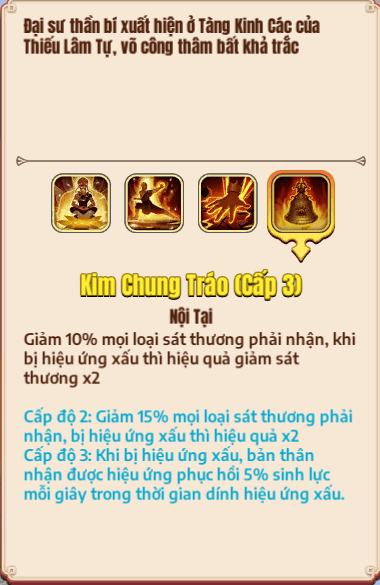 Đại sư thần bí xuất hiện ở Tàng Kinh Các của
Thiếu Lâm Tự, võ công thâm bất khả trắc
Kim Chung Tráo (Cấp 3)
Nội Tại
Giảm 10% mọi loại sát thương phải nhận, khi
bị hiệu ứng xấu thì hiệu quả giảm sát
thương x2
Cấp độ 2: Giảm 15% mọi loại sát thương phải
nhận, bị hiệu ứng xấu thì hiệu quả x2
Cấp độ 3: Khi bị hiệu ứng xấu, bản thân
nhận được hiệu ứng phục hồi 5% sinh lực
mỗi giây trong thời gian dính hiệu ứng xấu.